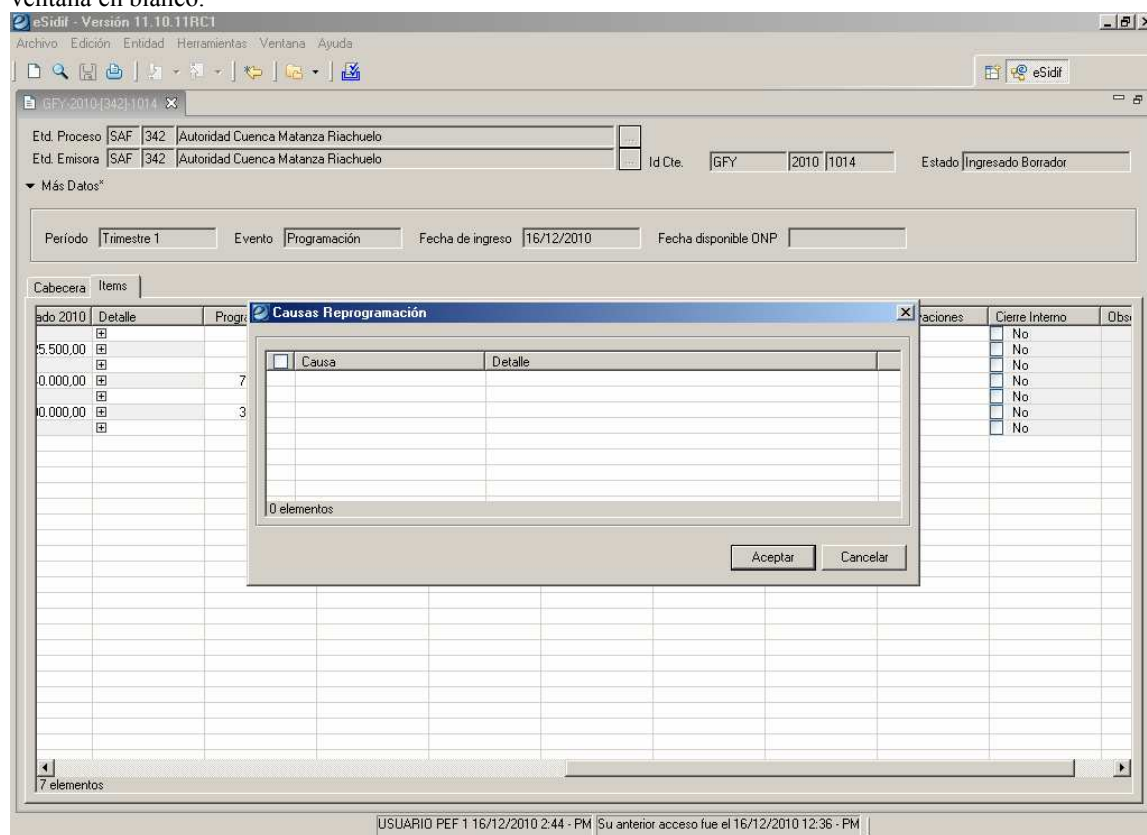 ventana en blanco.
eSidif - Versión 11.10.11RC1
Archivo Edición Entidad Herramientas Ventana Ayuda
eSidif
GFY-2010-[342]-1014
Etd. Proceso SAF 342 Autoridad Cuenca Matanza Riachuelo ...
Etd. Emisora SAF 342 Autoridad Cuenca Matanza Riachuelo ... Id Cte. GFY 2010 1014 Estado Ingresado Borrador
Más Datos*
Período Trimestre 1 Evento Programación Fecha de ingreso 16/12/2010 Fecha disponible ONP
Cabecera Items
ado 2010 Detalle Progra Causas Reprogramación aciones Cierre Interno Obs
No
5.500,00 No
Causa Detalle No
0.000,00 7 No
No
0.000,00 3 No
No
0 elementos
Aceptar Cancelar
7 elementos
USUARIO PEF 1 16/12/2010 2:44 - PM Su anterior acceso fue el 16/12/2010 12:36 - PM